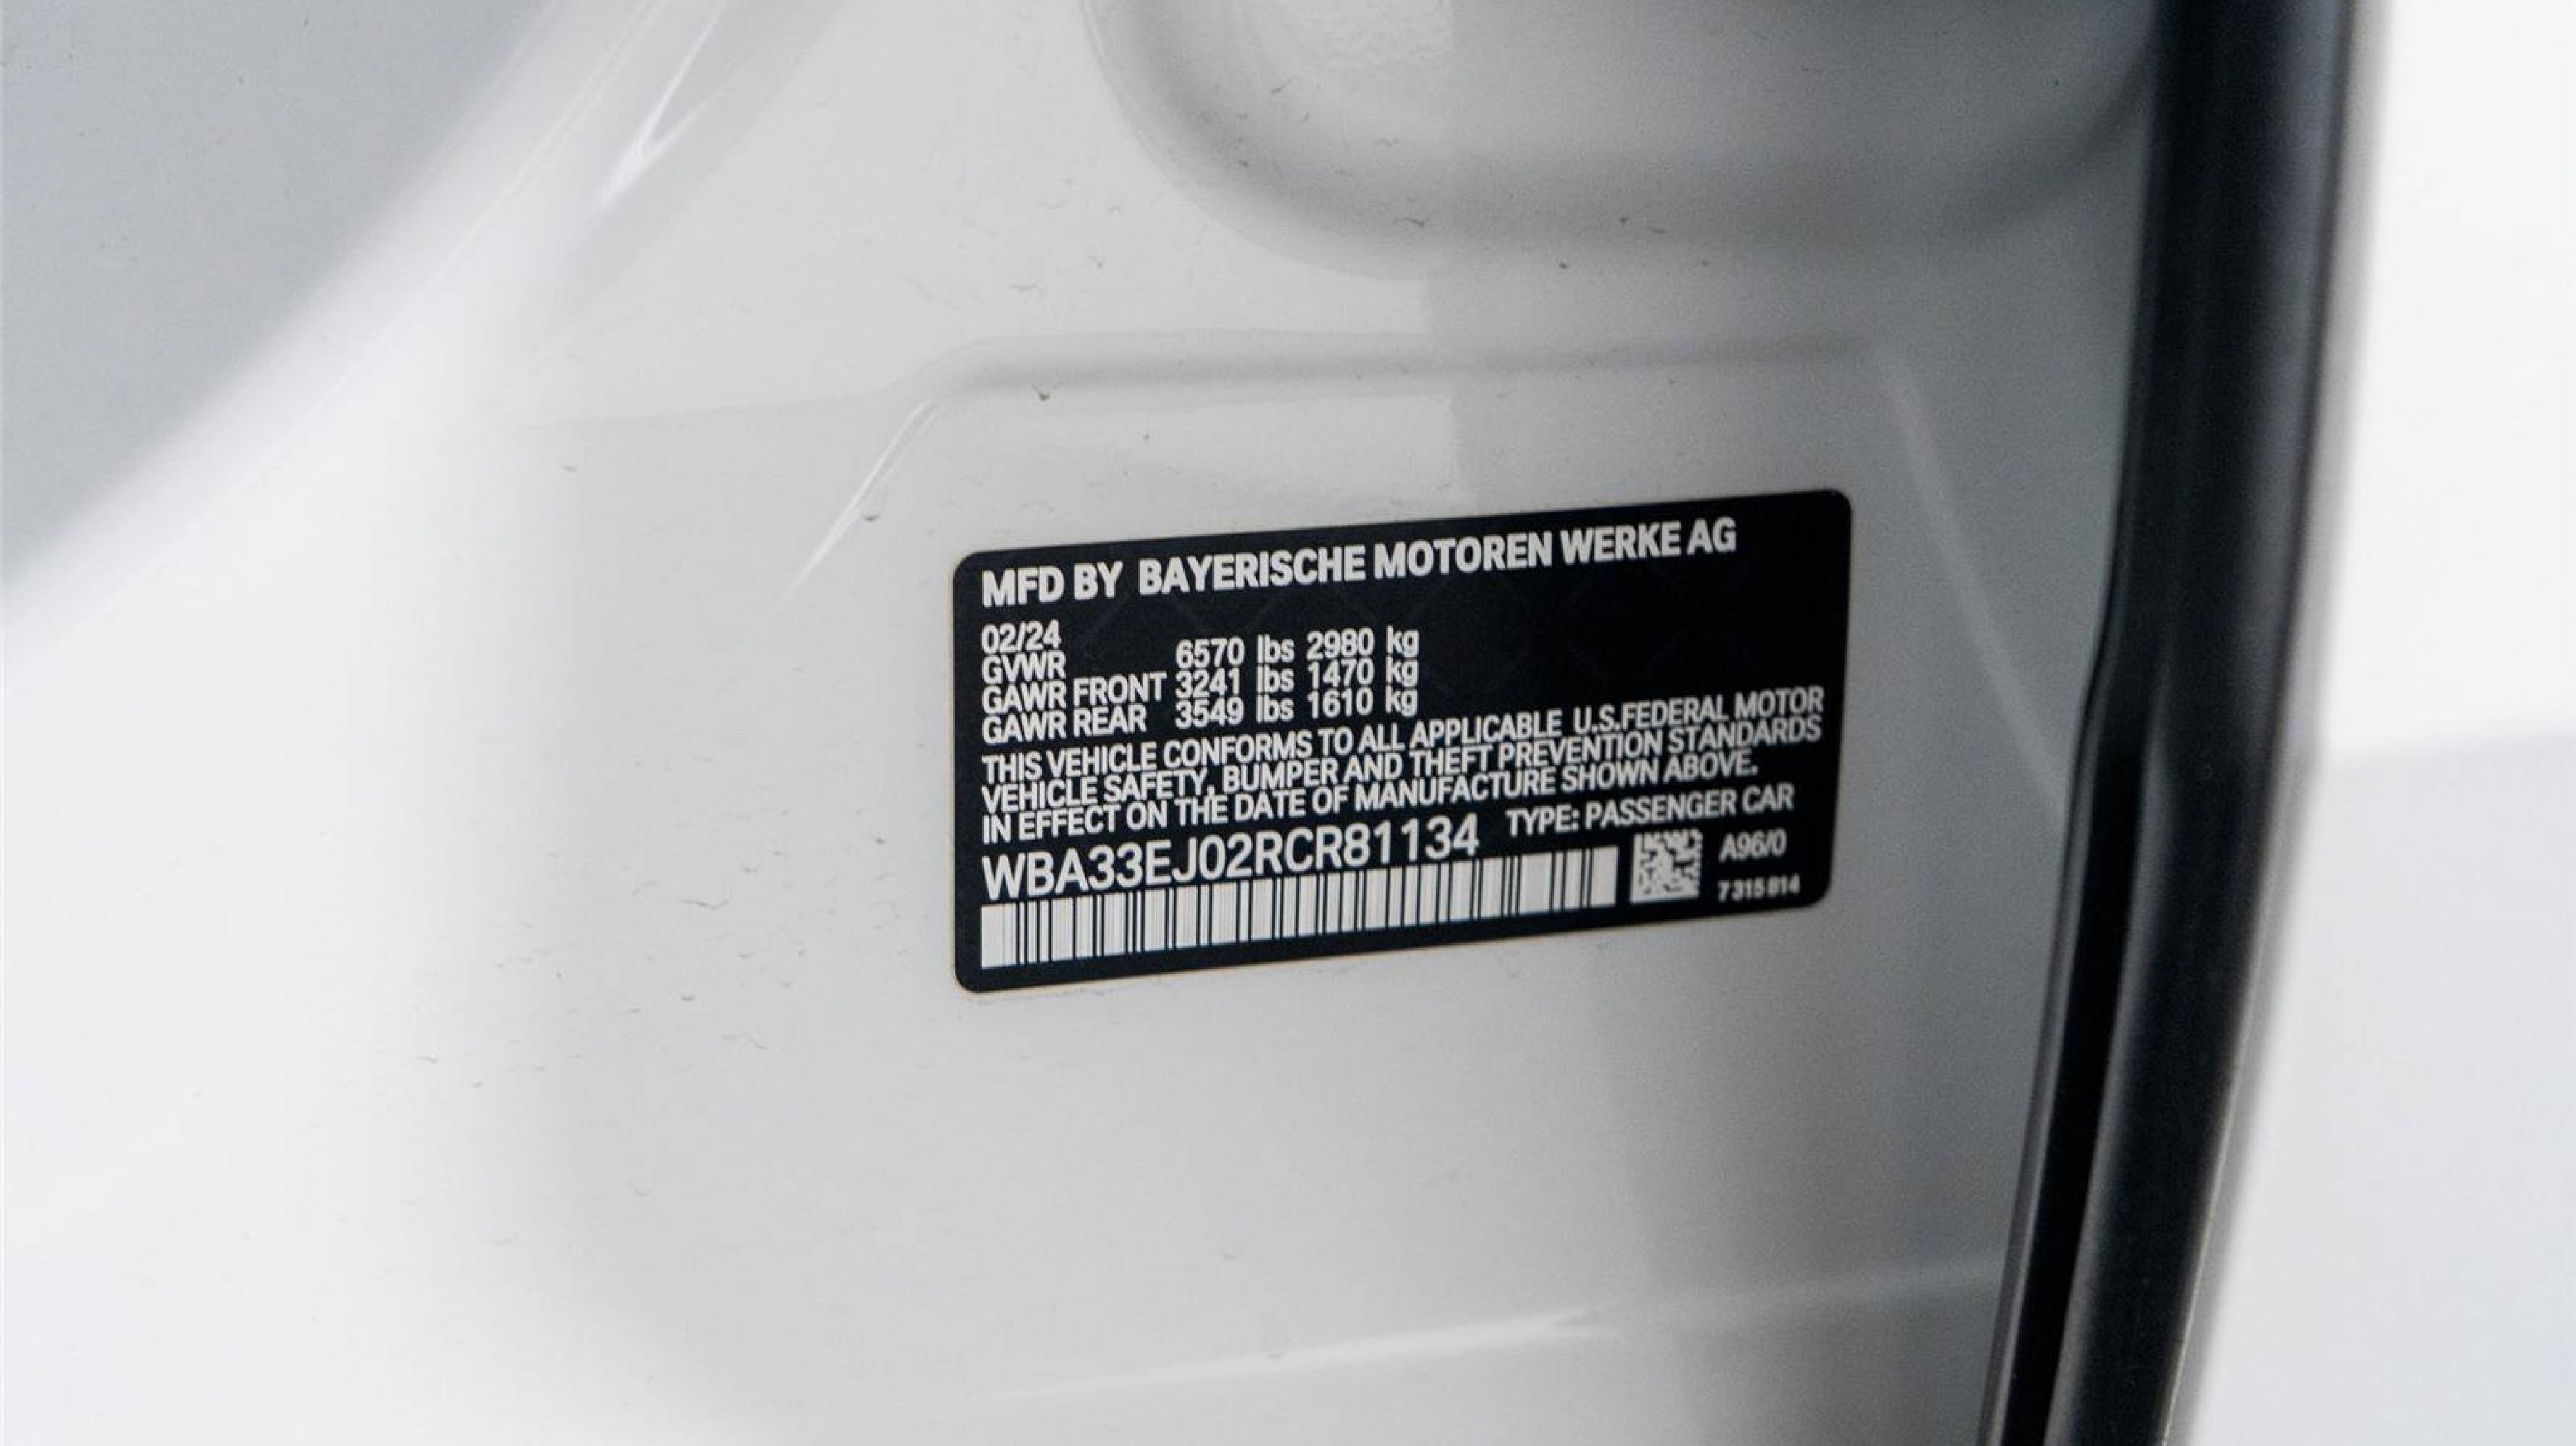 MFD BY BAYERISCHE MOTOREN WERKE AG
02/24
GVWR 6570 lbs 2980 kg
GAWR FRONT 3241 lbs 1470 kg
GAWR REAR 3549 lbs 1610 kg
THIS VEHICLE CONFORMS TO ALL APPLICABLE U.S.FEDERAL MOTOR
VEHICLE SAFETY, BUMPER AND THEFT PREVENTION STANDARDS
IN EFFECT ON THE DATE OF MANUFACTURE SHOWN ABOVE.
WBA33EJ02RCR81134 TYPE: PASSENGER CAR
A96/0
7 315 814